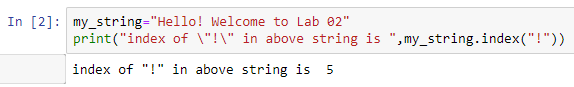 In [2]: my_string="Hello! Welcome to Lab 02"
print("index of \"!\" in above string is ",my_string.index("!"))
index of "!" in above string is  5